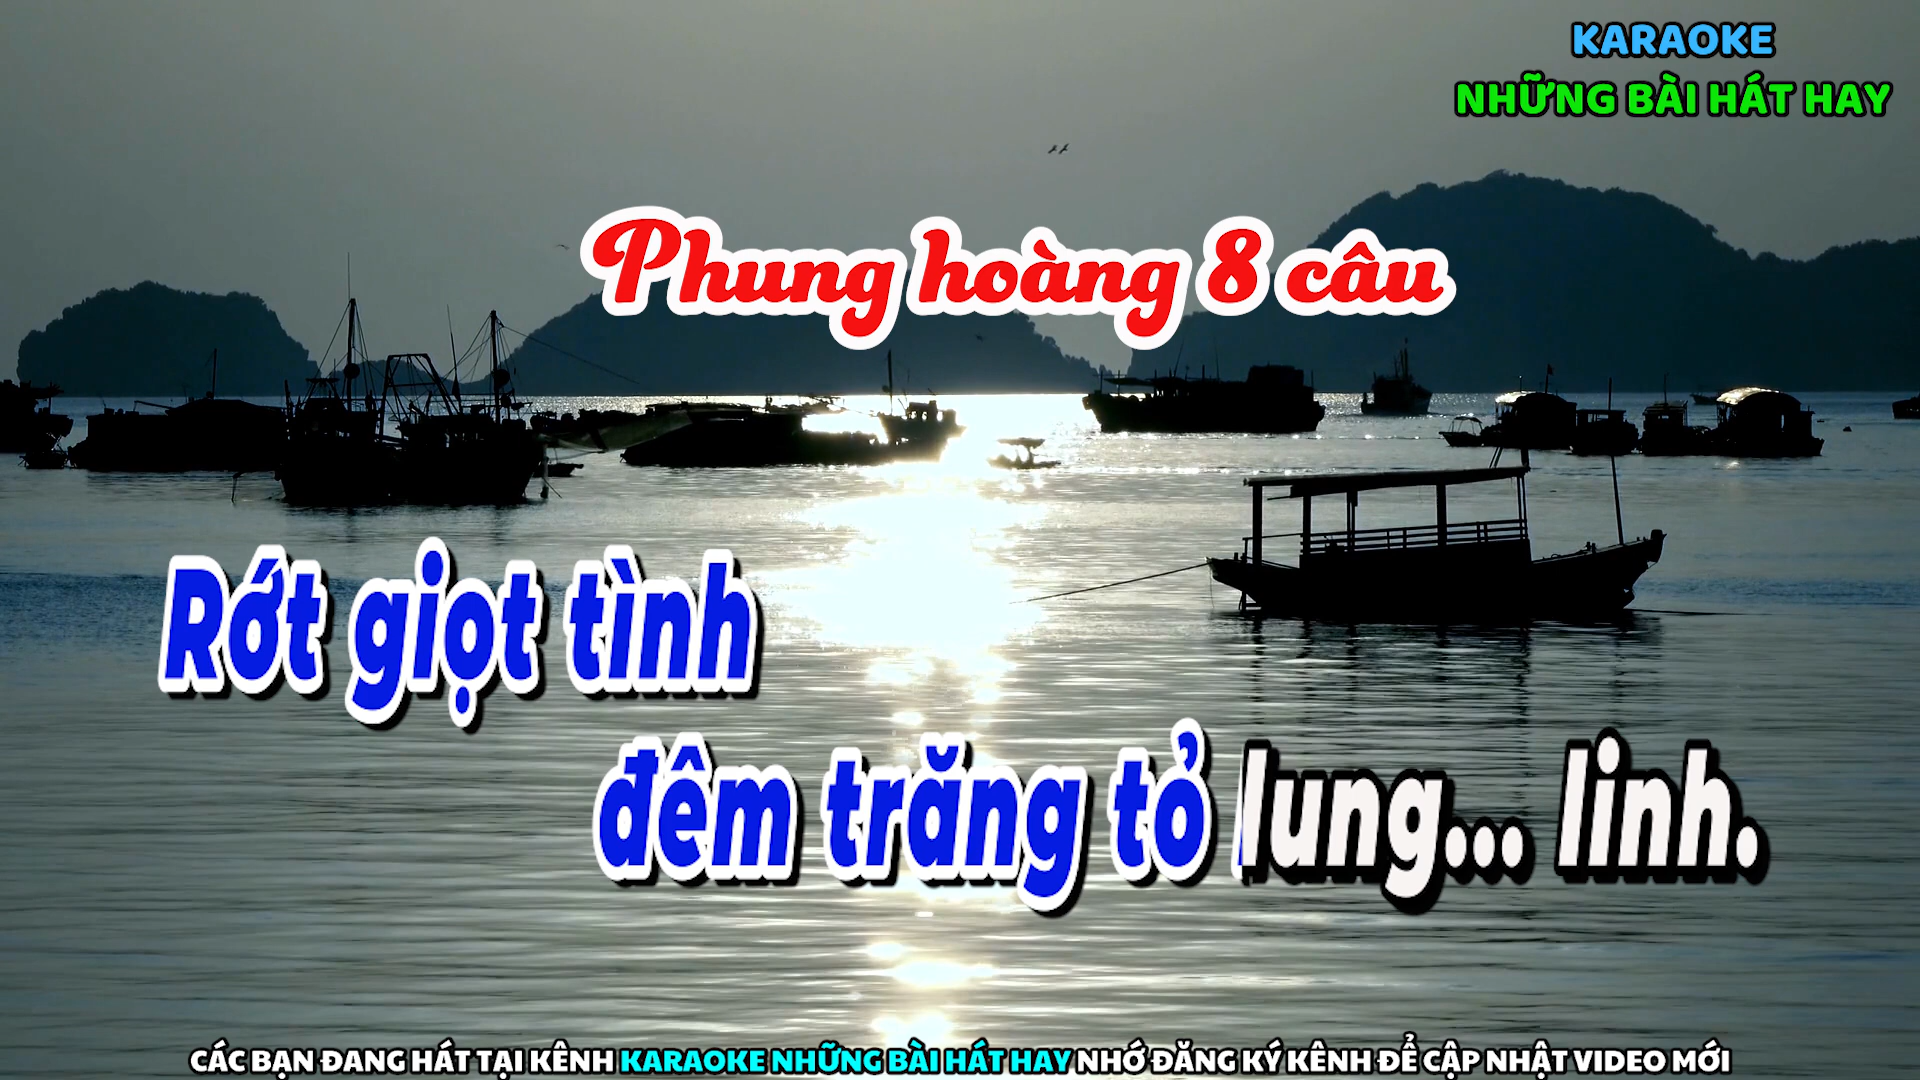 KARAOKE
NHỮNG BÀI HÁT HAY
Phung hoàng 8 câu
Rớt giọt tình
đêm trăng tỏ lung... linh.
CÁC BẠN ĐANG HÁT TẠI KÊNH KARAOKE NHỮNG BÀI HÁT HAY NHỚ ĐĂNG KÝ KÊNH ĐỂ CẬP NHẬT VIDEO MỚI